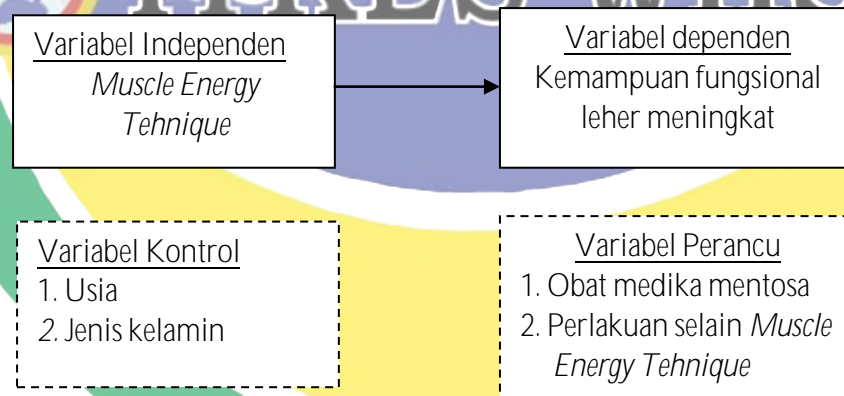 Variabel Independen
Muscle Energy
Tehnique
Variabel dependen
Kemampuan fungsional
leher meningkat
Variabel Kontrol
1. Usia
2. Jenis kelamin
Variabel Perancu
1. Obat medika mentosa
2. Perlakuan selain Muscle
Energy Tehnique